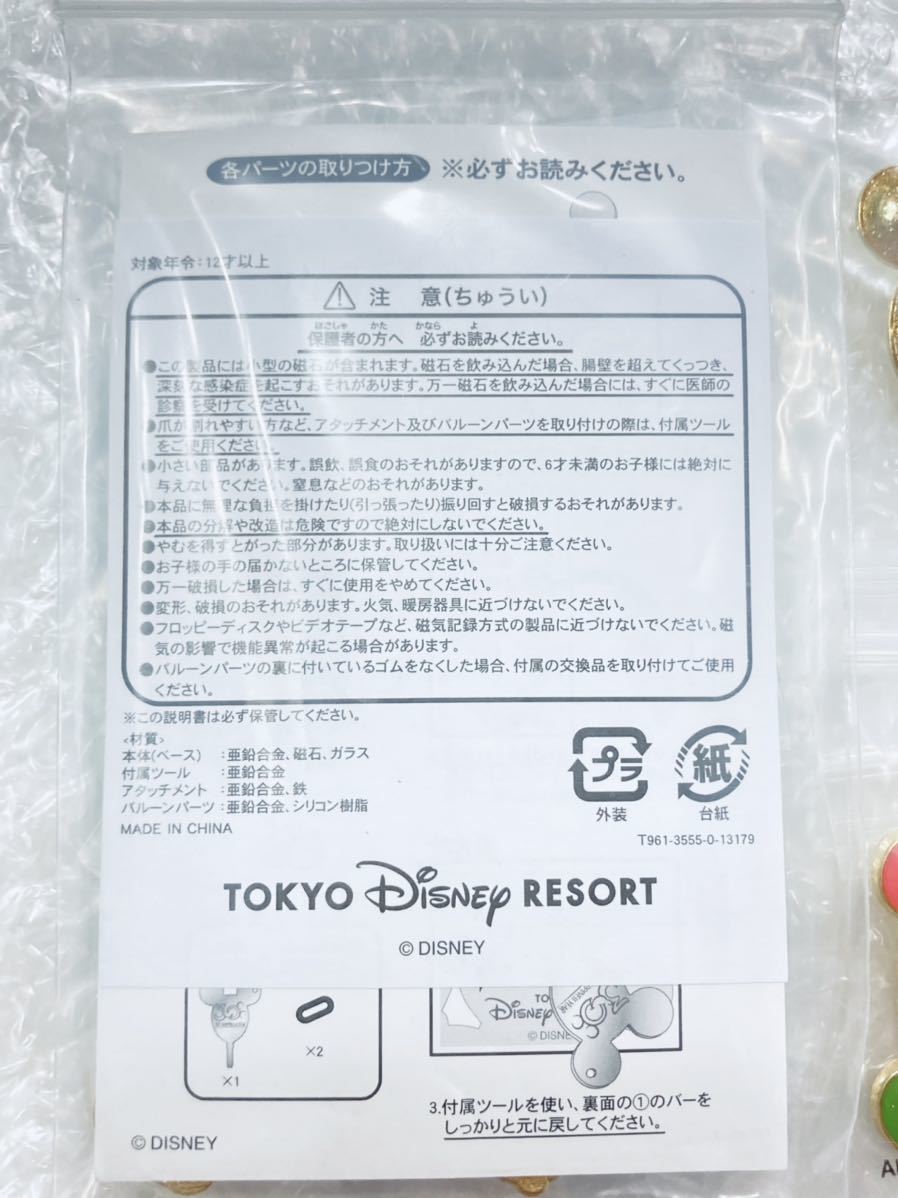 各パーツの取りつけ方 ※必ずお読みください。
対象年令:12才以上
注 意(ちゅうい)
ほごしゃ かた かなら よ
保護者の方へ 必ずお読みください。
●この製品には小型の磁石が含まれます。磁石を飲み込んだ場合、腸壁を超えてくっつき、
深刻な感染症を起こすおそれがあります。万一磁石を飲み込んだ場合には、すぐに医師の
診察を受けてください。
●爪が割れやすい方など、アタッチメント及びバルーンパーツを取り付けの際は、付属ツール
をご使用ください。
●小さい部品があります。誤飲、誤食のおそれがありますので、6才未満のお子様には絶対に
与えないでください。窒息などのおそれがあります。
●本品に無理な負担を掛けたり(引っ張ったり)振り回すと破損するおそれがあります。
●本品の分解や改造は危険ですので絶対にしないでください。
●やむを得ずとがった部分があります。取り扱いには十分ご注意ください。
●お子様の手の届かないところに保管してください。
●万一破損した場合は、すぐに使用をやめてください。
●変形、破損のおそれがあります。火気、暖房器具に近づけないでください。
●フロッピーディスクやビデオテープなど、磁気記録方式の製品に近づけないでください。磁
気の影響で機能異常が起こる場合があります。
●バルーンパーツの裏に付いているゴムをなくした場合、付属の交換品を取り付けてご使用
ください。
※この説明書は必ず保管してください。
<材質>
本体(ベース) :亜鉛合金、磁石、ガラス
付属ツール :亜鉛合金
アタッチメント :亜鉛合金、鉄
バルーンパーツ :亜鉛合金、シリコン樹脂
MADE IN CHINA
プラ
外装
紙
台紙
T961-3555-0-13179
TOKYO Disney RESORT
© DISNEY
×1
×2
TO
Disney
© DISNE
3.付属ツールを使い、裏面の①のバーを
しっかりと元に戻してください。
© DISNEY